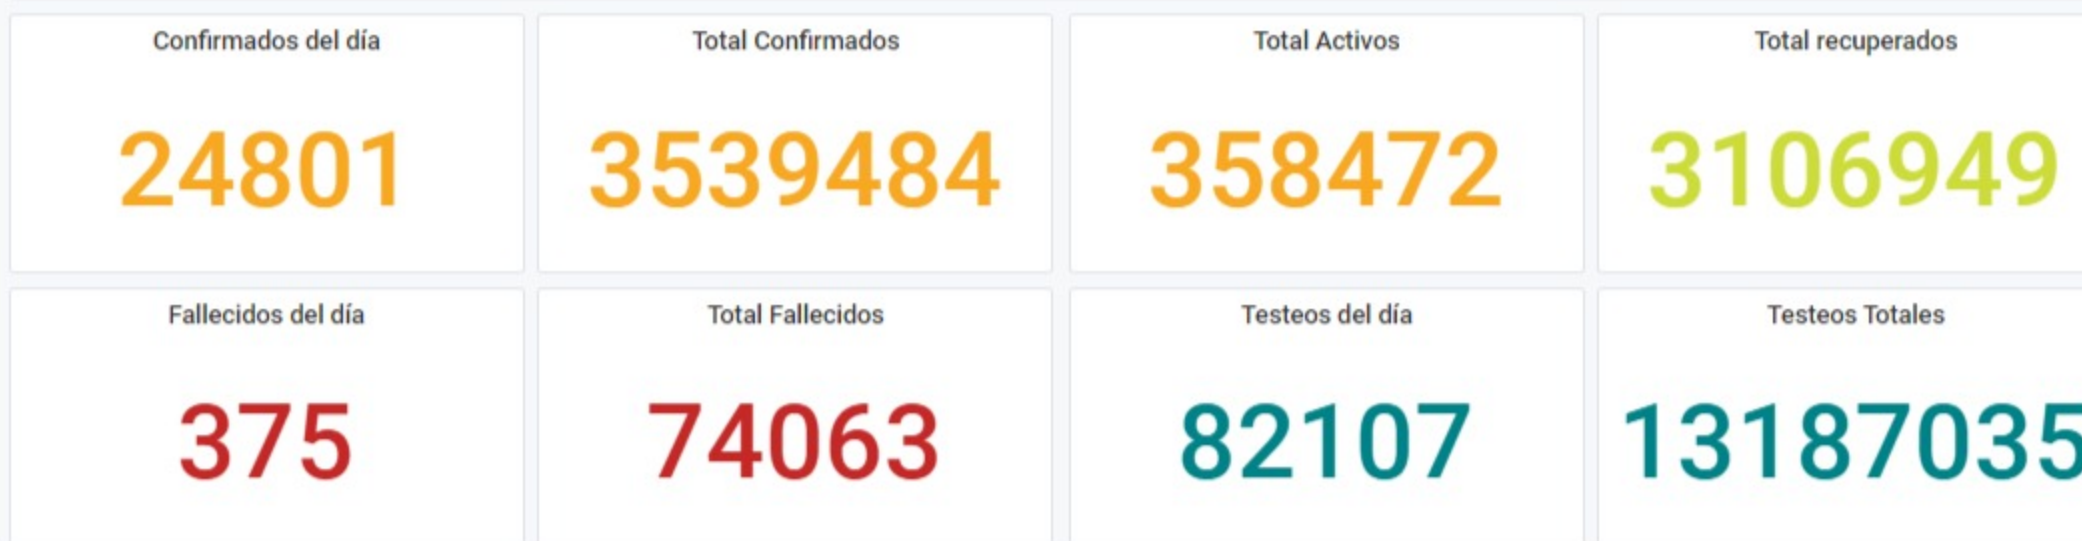 Confirmados del día
Total Confirmados
Total Activos
Total recuperados
24801
3539484
358472
3106949
Fallecidos del día
Total Fallecidos
Testeos del día
Testeos Totales
375
74063
82107
13187035